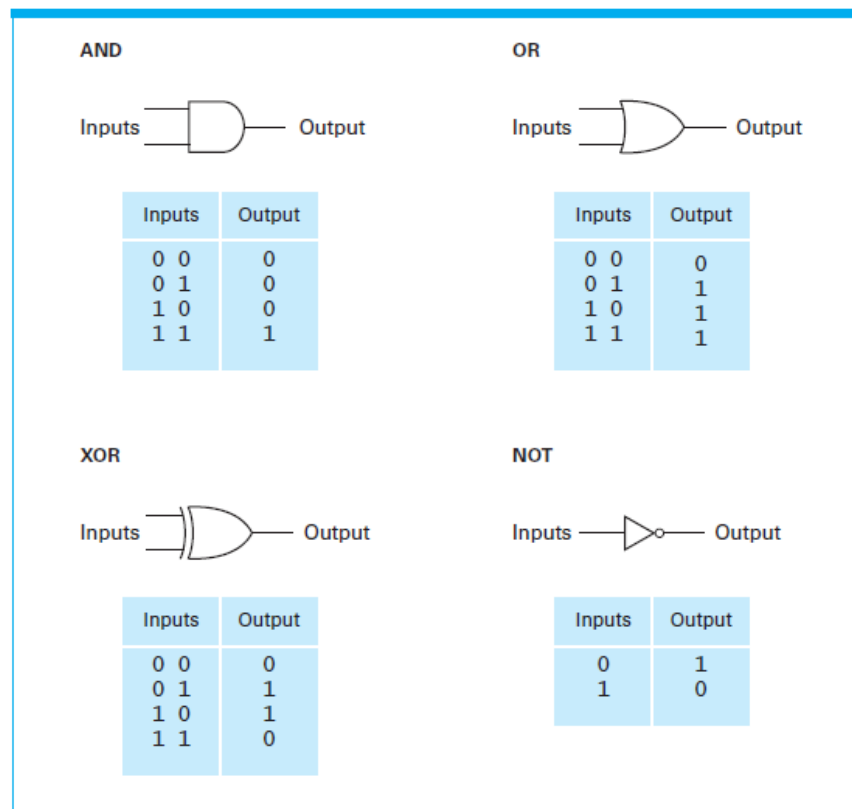 AND
Inputs
Output
Inputs Output
0 0 0
0 1 0
1 0 0
1 1 1
OR
Inputs
Output
Inputs Output
0 0 0
0 1 1
1 0 1
1 1 1
XOR
Inputs
Output
Inputs Output
0 0 0
0 1 1
1 0 1
1 1 0
NOT
Inputs
Output
Inputs Output
0 1
1 0